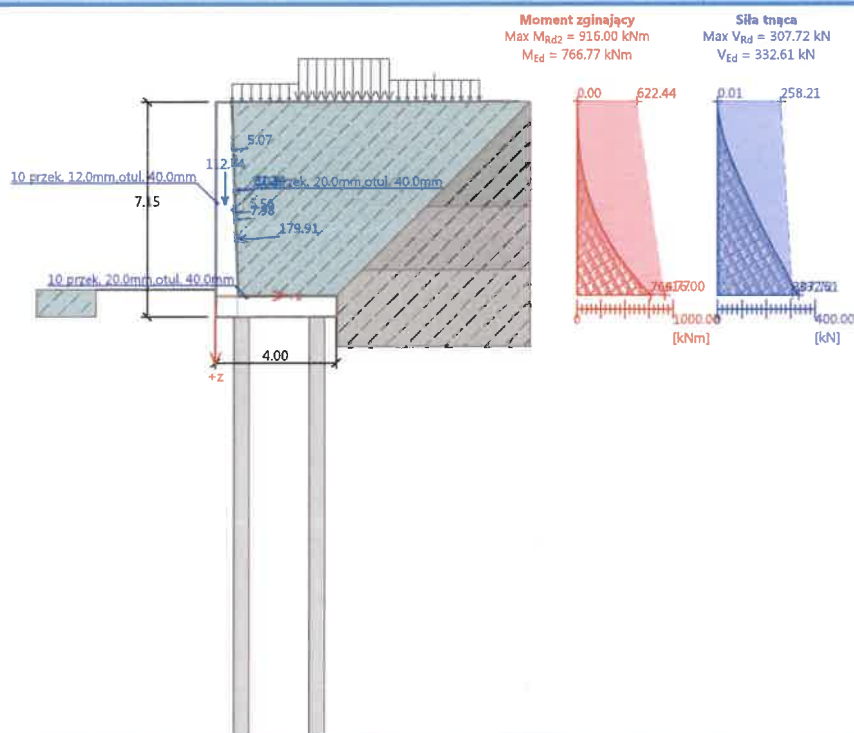 Moment zginający
Max MRd2 = 916.00 kNm
MEd = 766.77 kNm
Siła tnąca
Max VRd = 307.72 kN
VEd = 332.61 kN
0.00
622.44
0.01
258.21
5.07
10 przek. 12.0mm,otul. 40.0mm
przek. 20.0mm,otul. 40.0mm
7.15
5.56
7.98
179.91
10 przek. 20.0mm,otul. 40.0mm
+x
0
1000.00
[kNm]
0
400.00
[kN]
4.00
+z